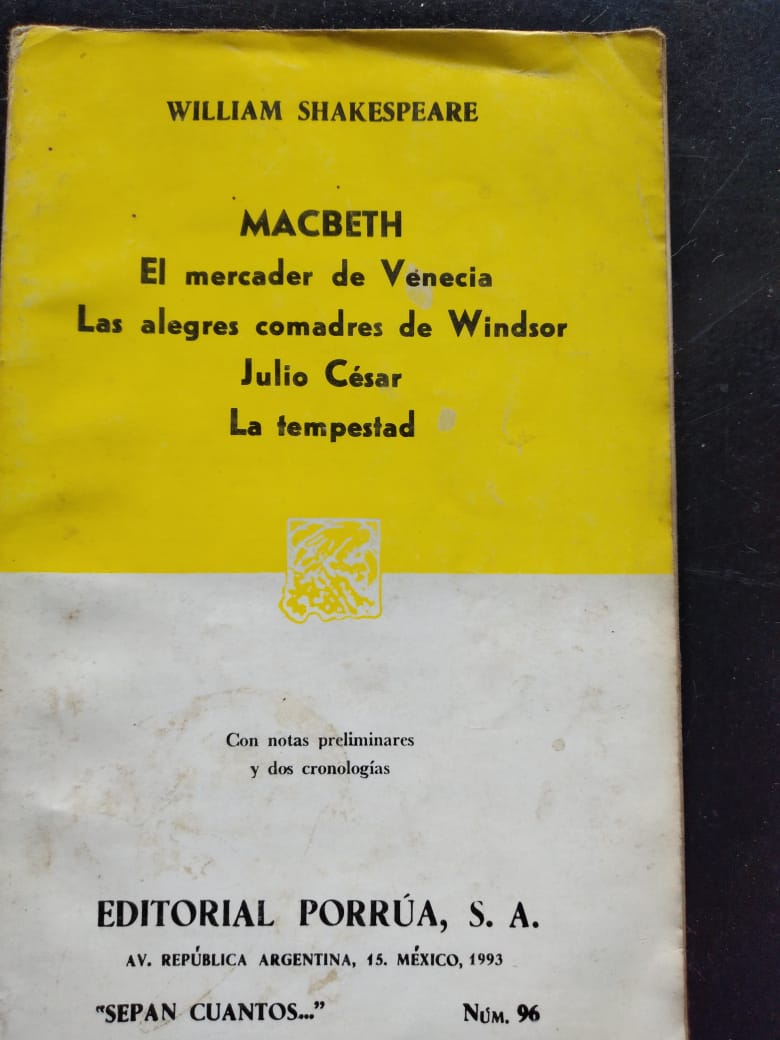 WILLIAM SHAKESPEARE
MACBETH
El mercader de Venecia
Las alegres comadres de Windsor
Julio César
La tempestad
Con notas preliminares
y dos cronologías
EDITORIAL PORRÚA, S. A.
AV. REPÚBLICA ARGENTINA, 15. MÉXICO, 1993
"SEPAN CUANTOS..." NÚM. 96